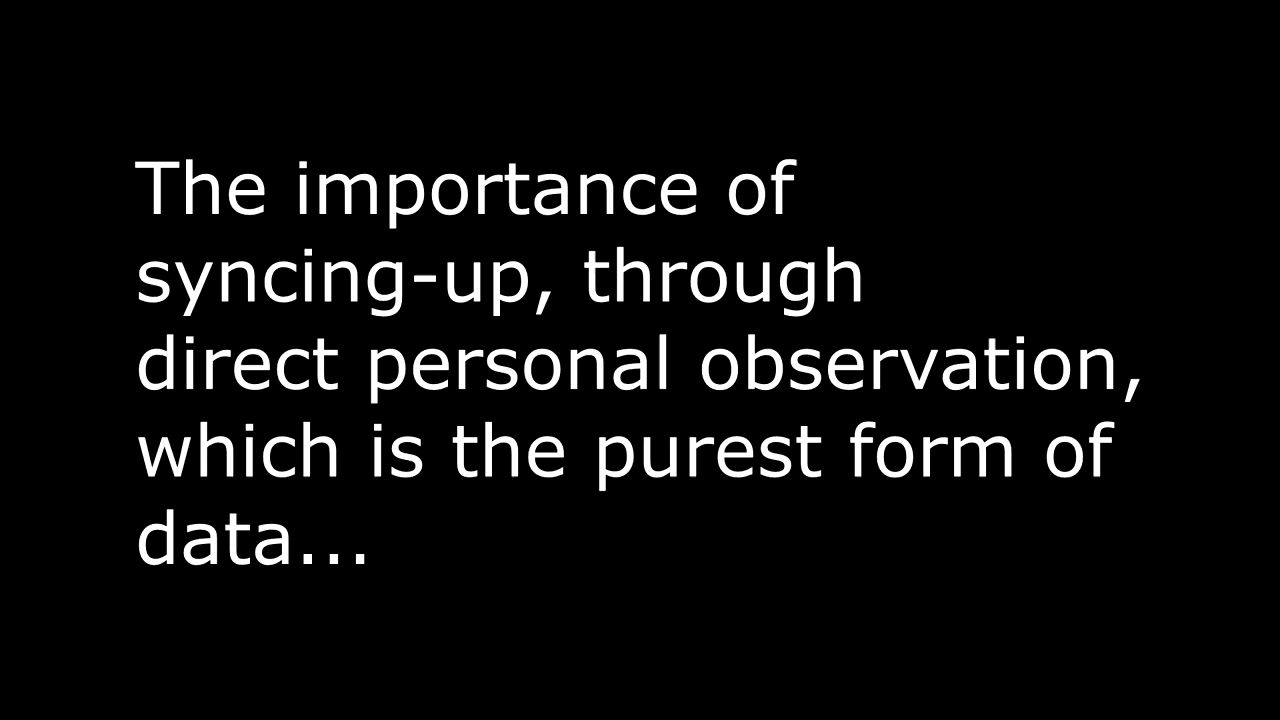 The importance of
syncing-up, through
direct personal observation,
which is the purest form of
data...